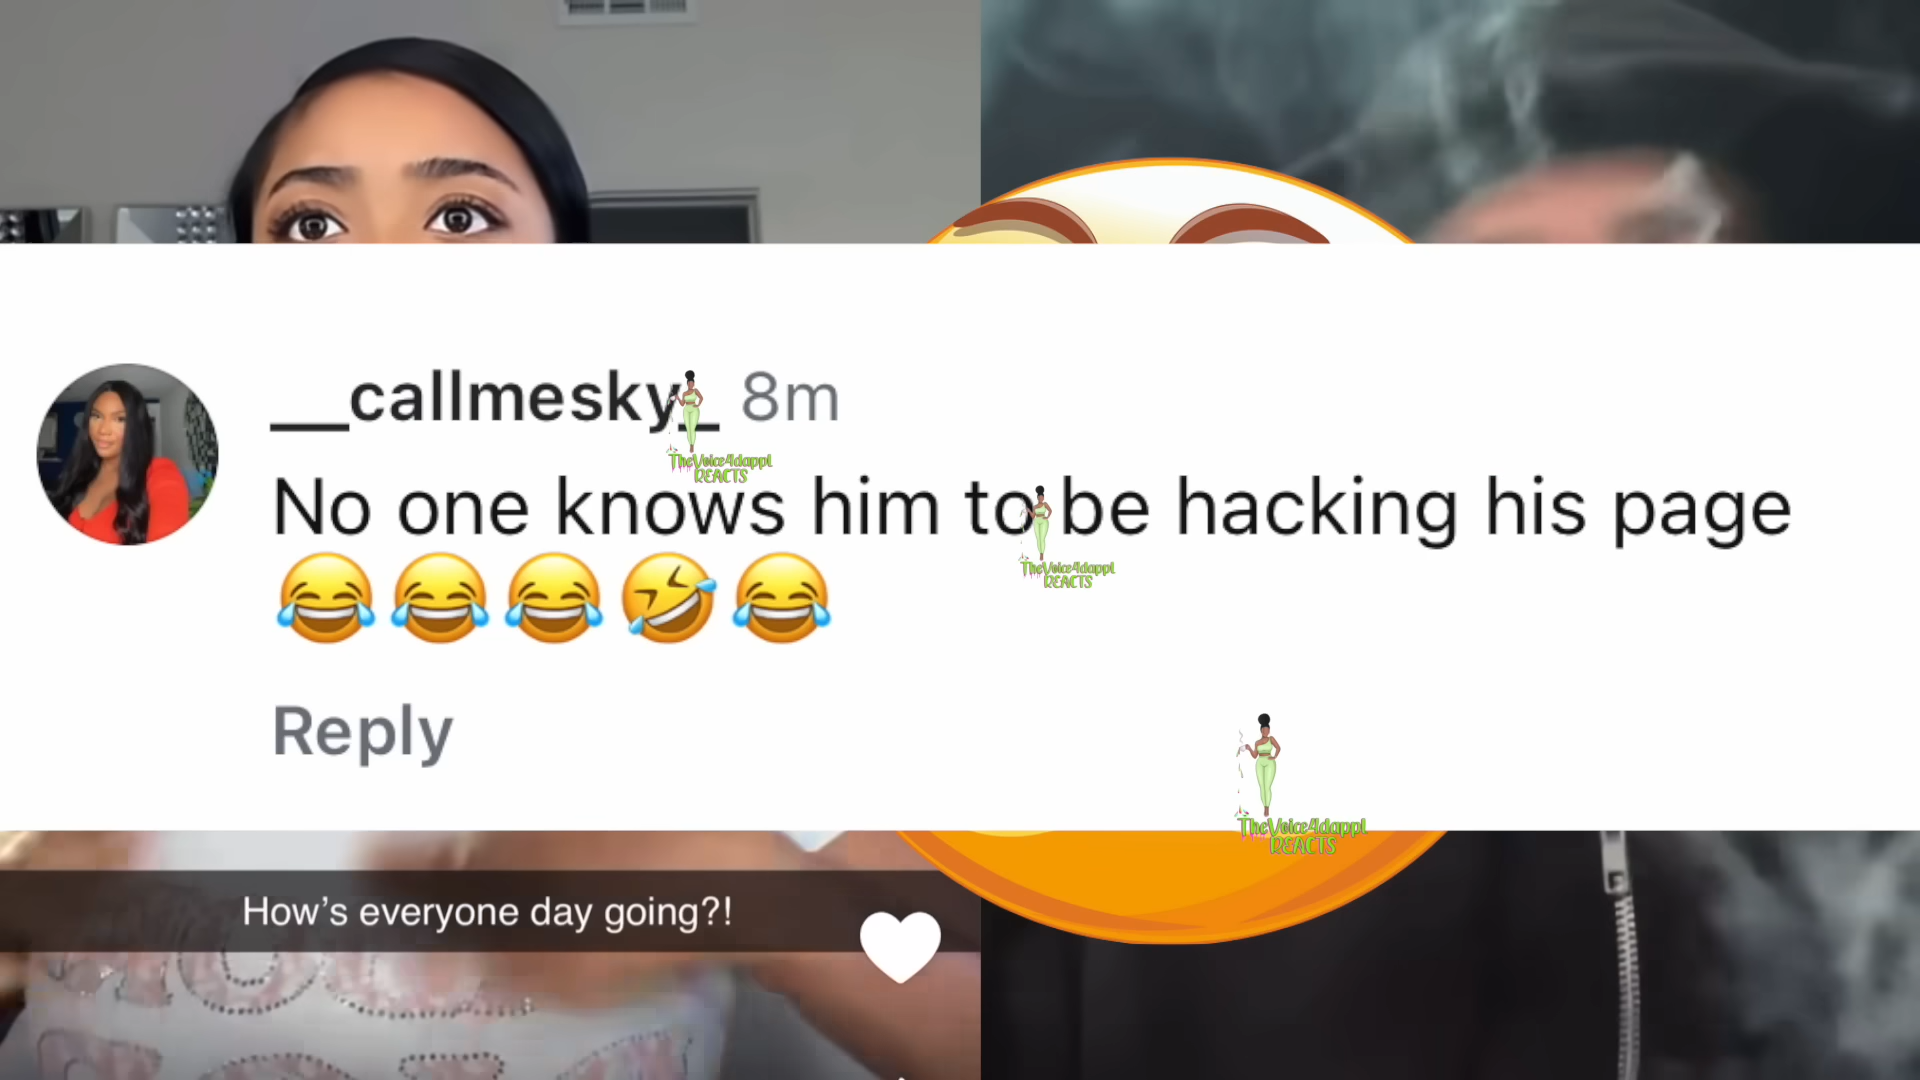 __callmesky_ 8m
TheVoice4dappl
REACTS
No one knows him to be hacking his page
TheVoice4dappl
REACTS
😂😂😂🤣😂
Reply
TheVoice4dappl
REACTS
How’s everyone day going?!